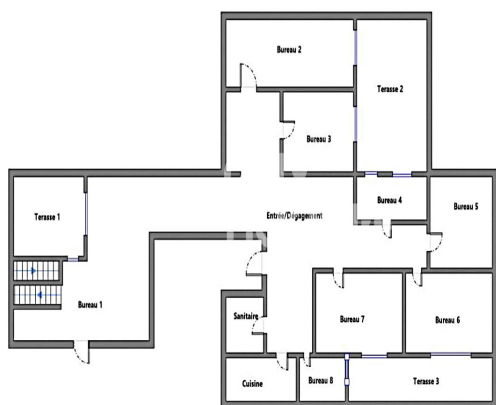 Bureau 2
Terasse 2
Bureau 3
Bureau 4
Bureau 5
Terasse 1
Entrée/Dégagement
Bureau 1
Sanitaire
Bureau 7
Bureau 6
Cuisine
Bureau 8
Terasse 3